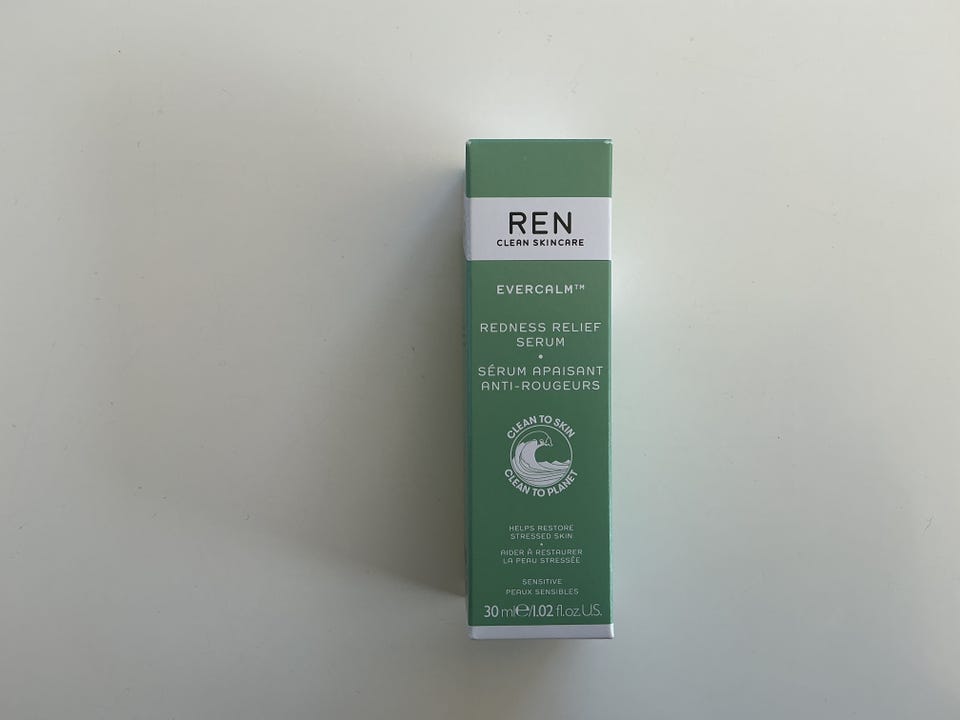 REN
CLEAN SKINCARE
EVERCALM™
REDNESS RELIEF
SERUM
•
SÉRUM APAISANT
ANTI-ROUGEURS
CLEAN TO SKIN
CLEAN TO PLANET
HELPS RESTORE
STRESSED SKIN
•
AIDER À RESTAURER
LA PEAU STRESSÉE
SENSITIVE
PEAUX SENSIBLES
30 ml℮/1.02 fl.oz U.S.